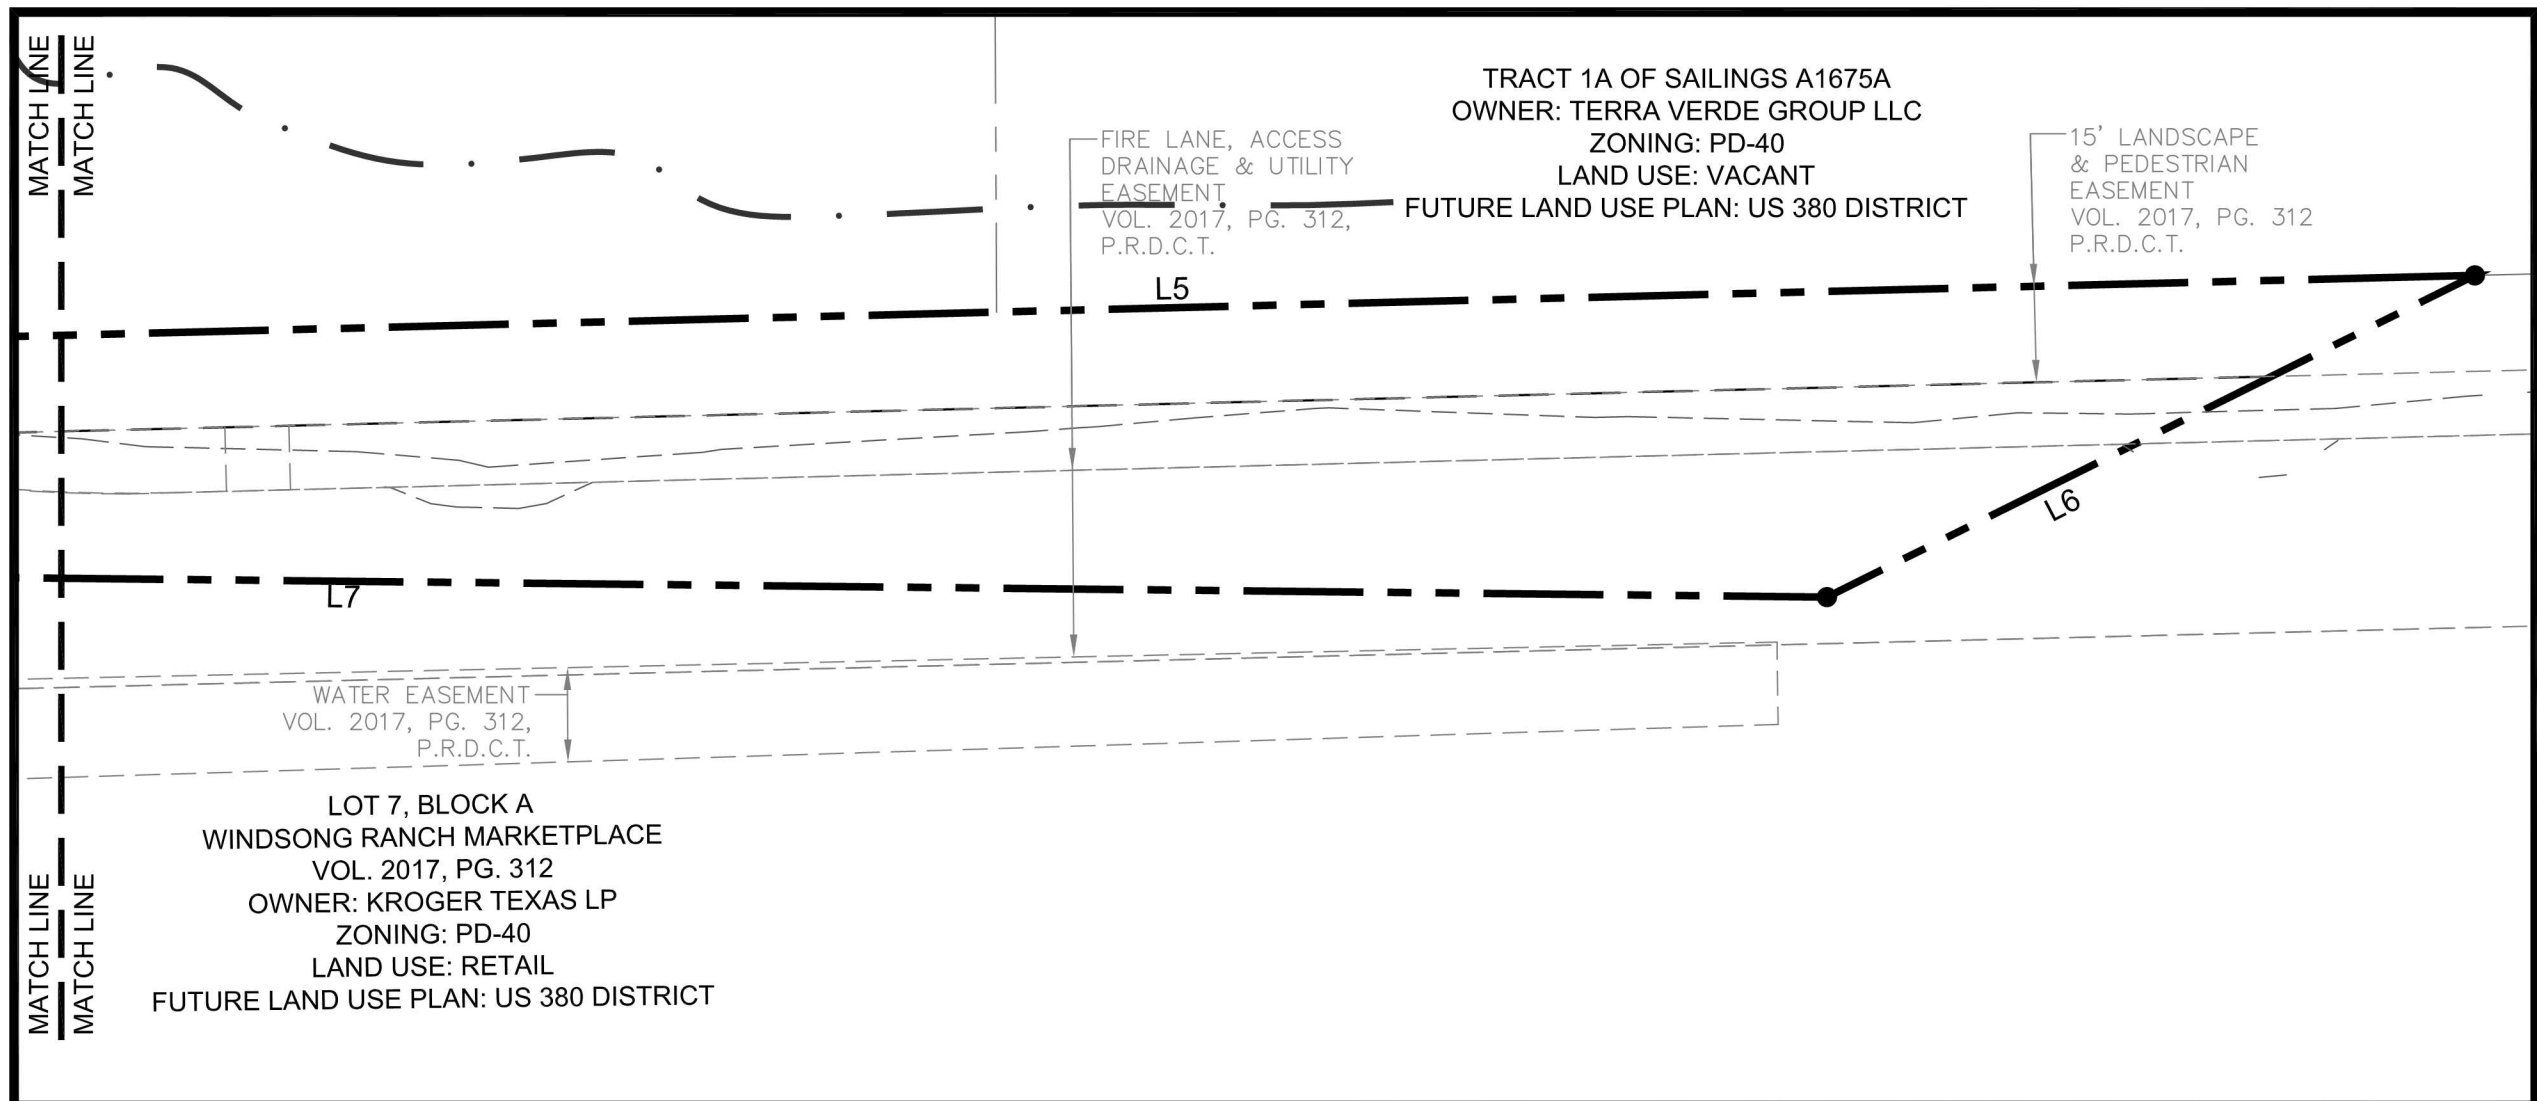 MATCH LINE
MATCH LINE
TRACT 1A OF SAILINGS A1675A
OWNER: TERRA VERDE GROUP LLC
ZONING: PD-40
LAND USE: VACANT
FUTURE LAND USE PLAN: US 380 DISTRICT
FIRE LANE, ACCESS
DRAINAGE & UTILITY
EASEMENT
VOL. 2017, PG. 312,
P.R.D.C.T.
15' LANDSCAPE
& PEDESTRIAN
EASEMENT
VOL. 2017, PG. 312
P.R.D.C.T.
L5
L6
L7
WATER EASEMENT
VOL. 2017, PG. 312,
P.R.D.C.T.
LOT 7, BLOCK A
WINDSONG RANCH MARKETPLACE
VOL. 2017, PG. 312
OWNER: KROGER TEXAS LP
ZONING: PD-40
LAND USE: RETAIL
FUTURE LAND USE PLAN: US 380 DISTRICT
MATCH LINE
MATCH LINE